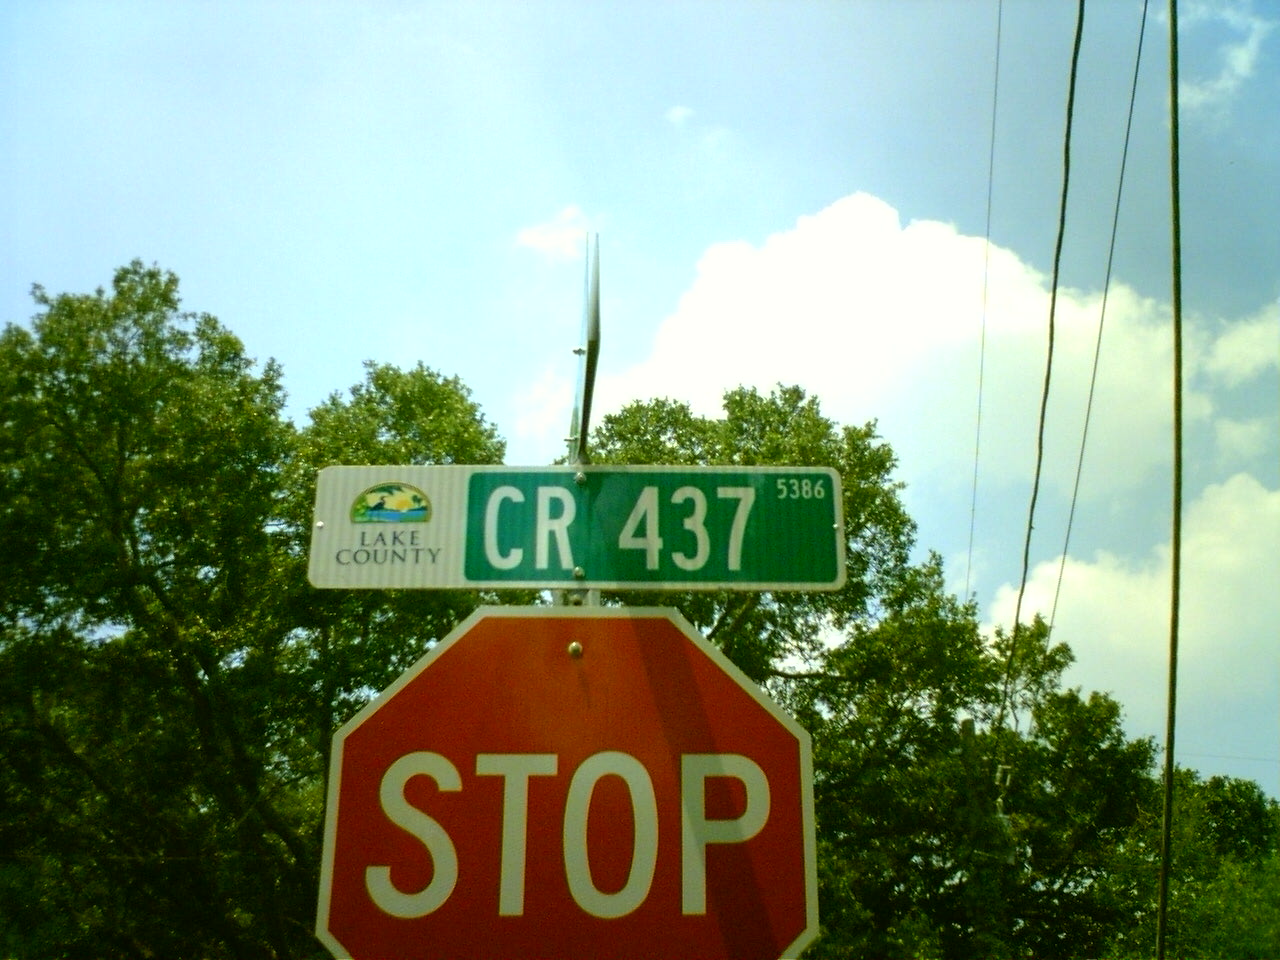 LAKE
COUNTY
CR 437 5386
STOP